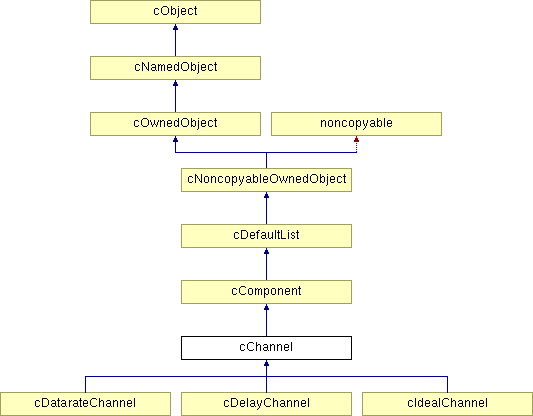 cObject
cNamedObject
cOwnedObject
noncopyable
cNoncopyableOwnedObject
cDefaultList
cComponent
cChannel
cDatarateChannel
cDelayChannel
cIdealChannel